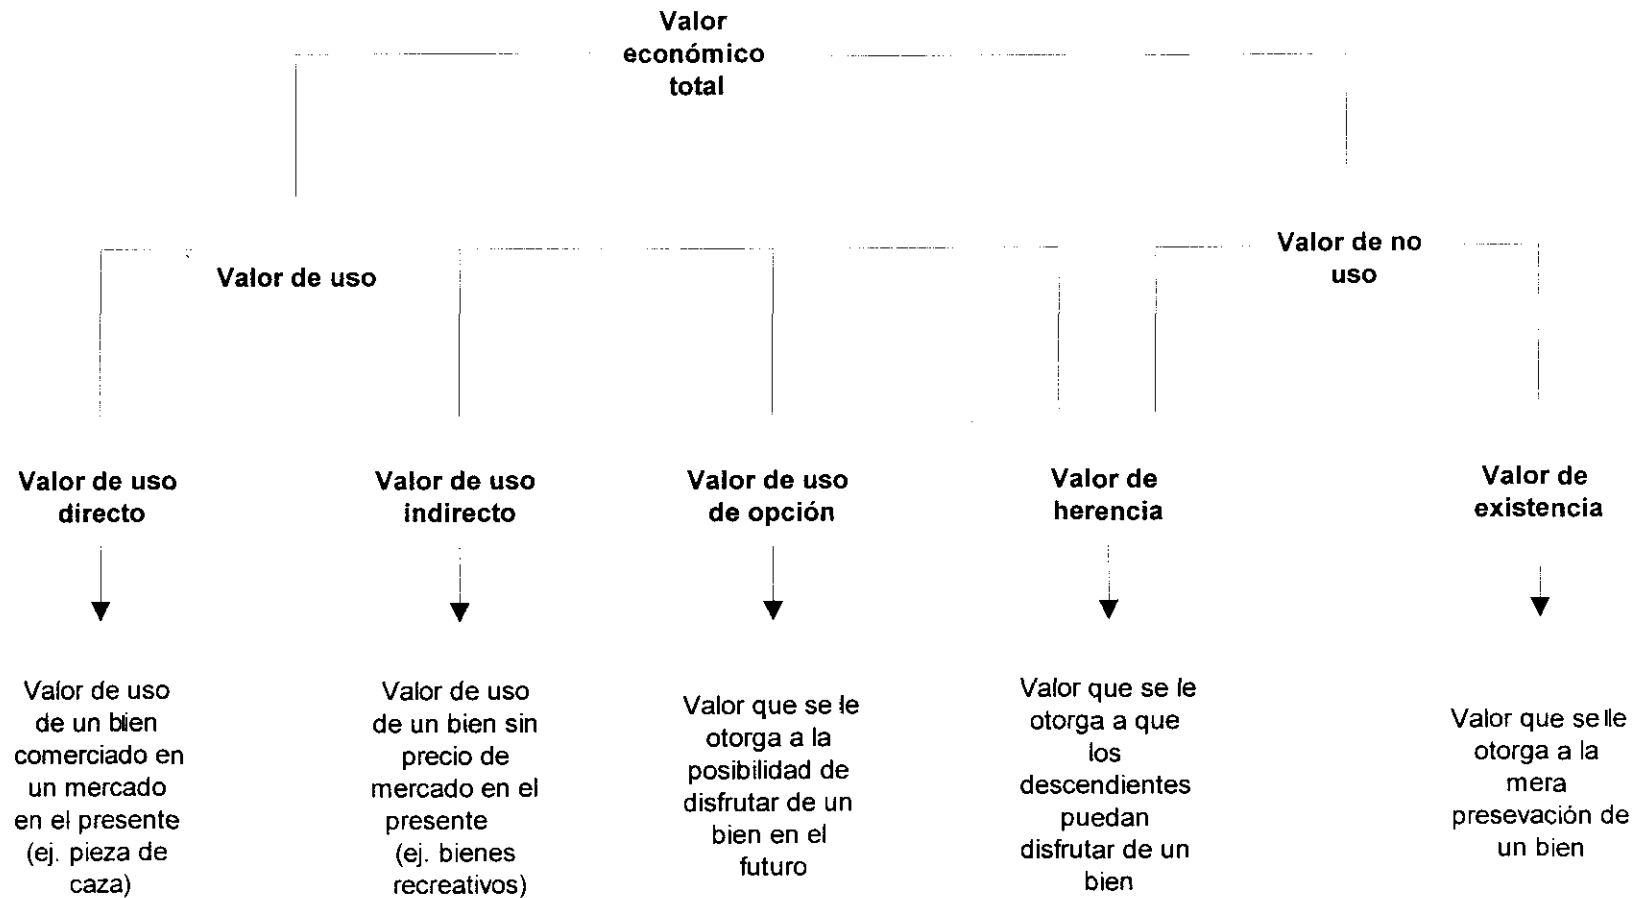 Valor
económico
total
Valor de uso
Valor de no
uso
Valor de uso
directo
Valor de uso
indirecto
Valor de uso
de opción
Valor de
herencia
Valor de
existencia
Valor de uso
de un bien
comerciado en
un mercado
en el presente
(ej. pieza de
caza)
Valor de uso
de un bien sin
precio de
mercado en el
presente
(ej. bienes
recreativos)
Valor que se le
otorga a la
posibilidad de
disfrutar de un
bien en el
futuro
Valor que se le
otorga a que
los
descendientes
puedan
disfrutar de un
bien
Valor que se le
otorga a la
mera
presevación de
un bien